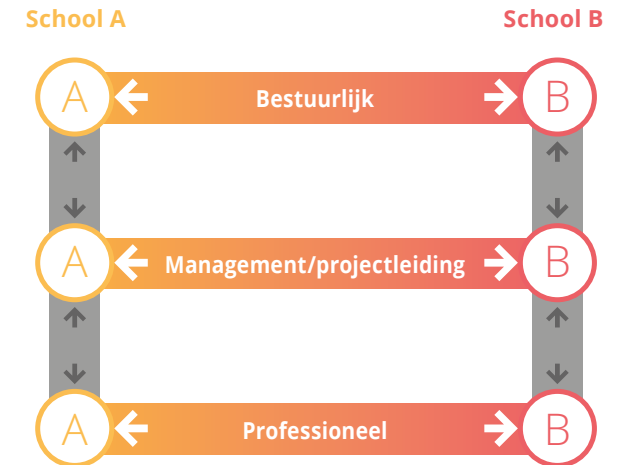 School A School B
A Bestuurlijk B
A Management/projectleiding B
A Professioneel B